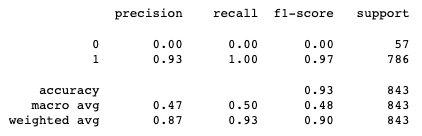 precision recall f1-score support
0 0.00 0.00 0.00 57
1 0.93 1.00 0.97 786
accuracy 0.93 843
macro avg 0.47 0.50 0.48 843
weighted avg 0.87 0.93 0.90 843